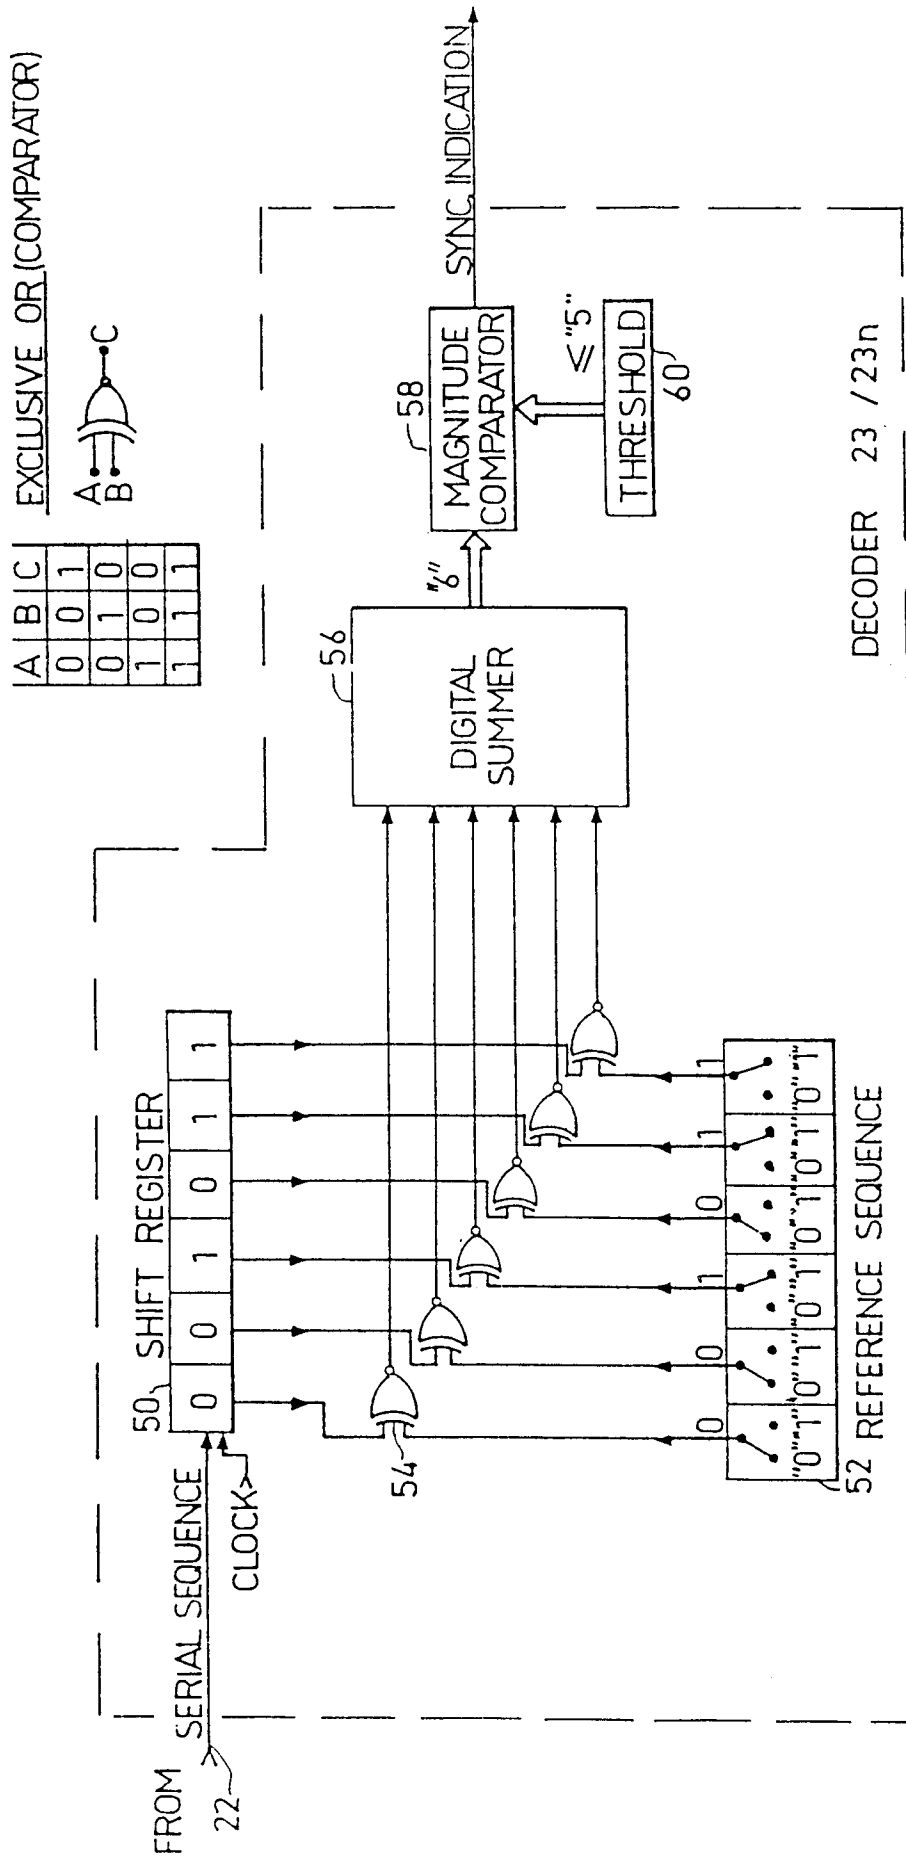 A B C
0 0 1
0 1 0
1 0 0
1 1 1
EXCLUSIVE OR (COMPARATOR)
A
B
C
FROM
22
SERIAL SEQUENCE
CLOCK
50 SHIFT REGISTER
0 0 1 0 1 1
54
56
DIGITAL
SUMMER
"6"
58
MAGNITUDE
COMPARATOR
SYNC, INDICATION
≤"5"
THRESHOLD
60
0 0 1 0 1 1
"0" "1" "0" "1" "0" "1" "0" "1" "0" "1" "0" "1"
52 REFERENCE SEQUENCE
DECODER 23 / 23n